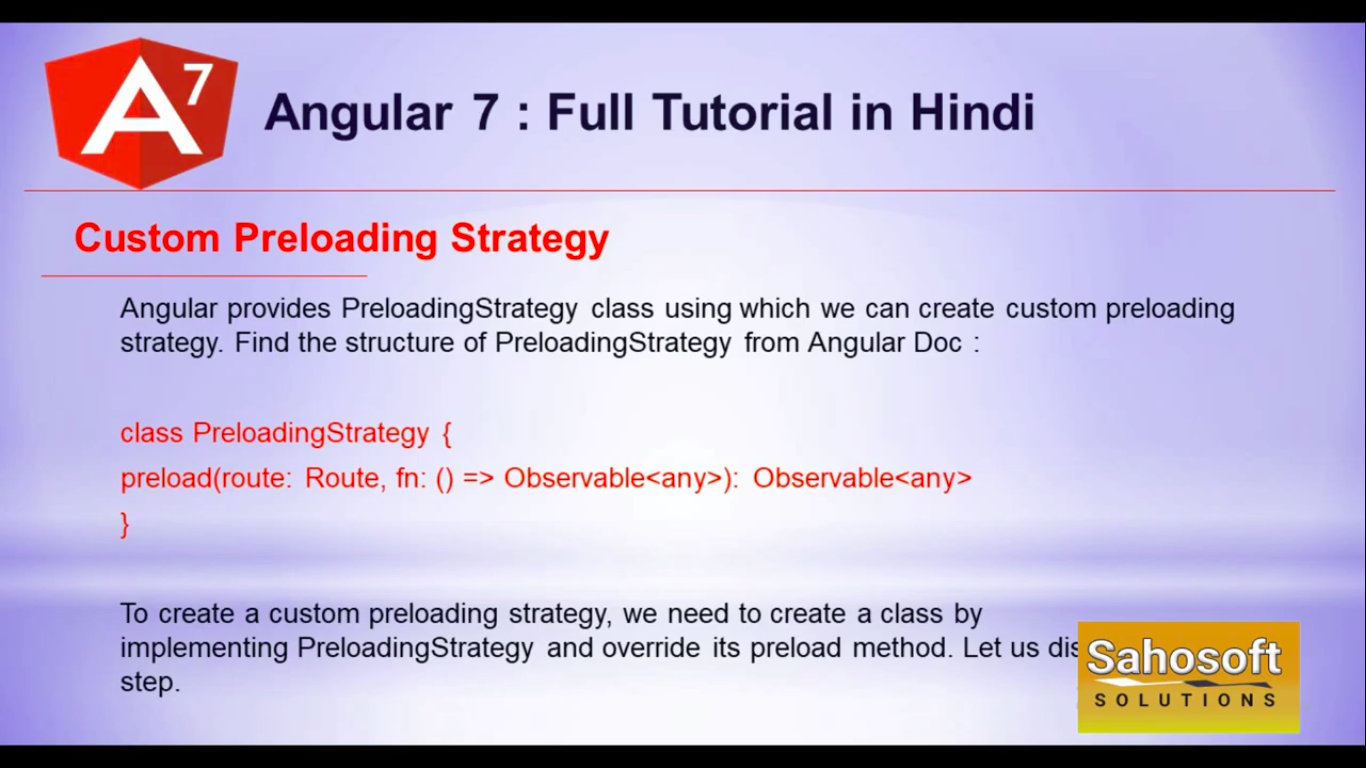 A7
Angular 7 : Full Tutorial in Hindi
Custom Preloading Strategy
Angular provides PreloadingStrategy class using which we can create custom preloading
strategy. Find the structure of PreloadingStrategy from Angular Doc :
class PreloadingStrategy {
preload(route: Route, fn: () => Observable<any>): Observable<any>
}
To create a custom preloading strategy, we need to create a class by
implementing PreloadingStrategy and override its preload method. Let us
step.
Sahosoft
SOLUTIONS